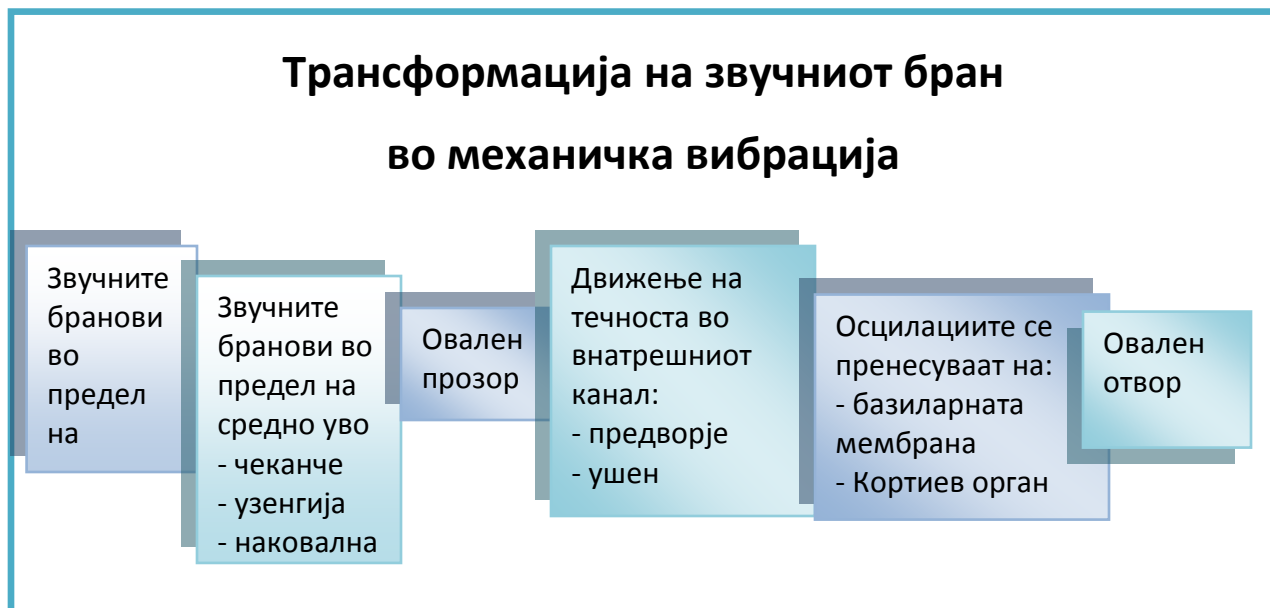 Трансформација на звучниот бран
во механичка вибрација
Звучните
бранови
во
предел
на
Звучните
бранови во
предел на
средно уво
- чеканче
- узенгија
- наковална
Овален
прозор
Движење на
течноста во
внатрешниот
канал:
- предворје
- ушен
Осцилациите се
пренесуваат на:
- базиларната
мембрана
- Кортиев орган
Овален
отвор